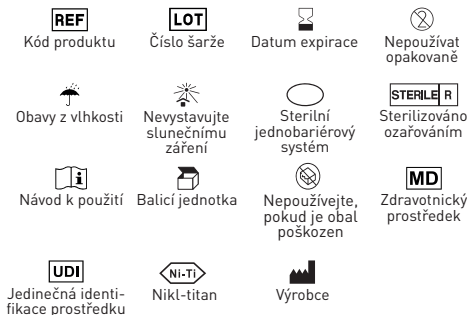 REF
LOT
2
Kód produktu
Číslo šarže
Datum expirace
Nepoužívat
opakovaně
STERILE R
Obavy z vlhkosti
Nevystavujte
slunečnímu
záření
Sterilní
jednobariérový
systém
Sterilizováno
ozařováním
i
MD
Návod k použití
Balicí jednotka
Nepoužívejte,
pokud je obal
poškozen
Zdravotnický
prostředek
UDI
Ni-Ti
Jedinečná identi-
fikace prostředku
Nikl-titan
Výrobce